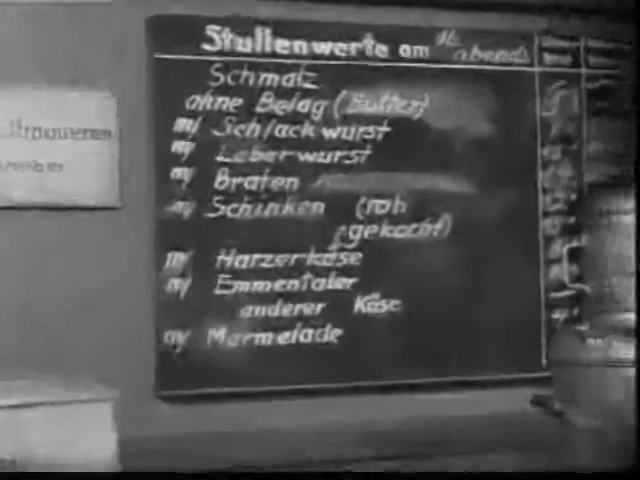 Stullenwerte am abends
Schmalz
ohne Belag (Butter)
m/ Schlackwurst
m/ Leberwurst
m/ Braten
m/ Schinken (roh
(gekocht)
m/ Harzerkäse
m/ Emmentaler
anderer Käse
m/ Marmelade